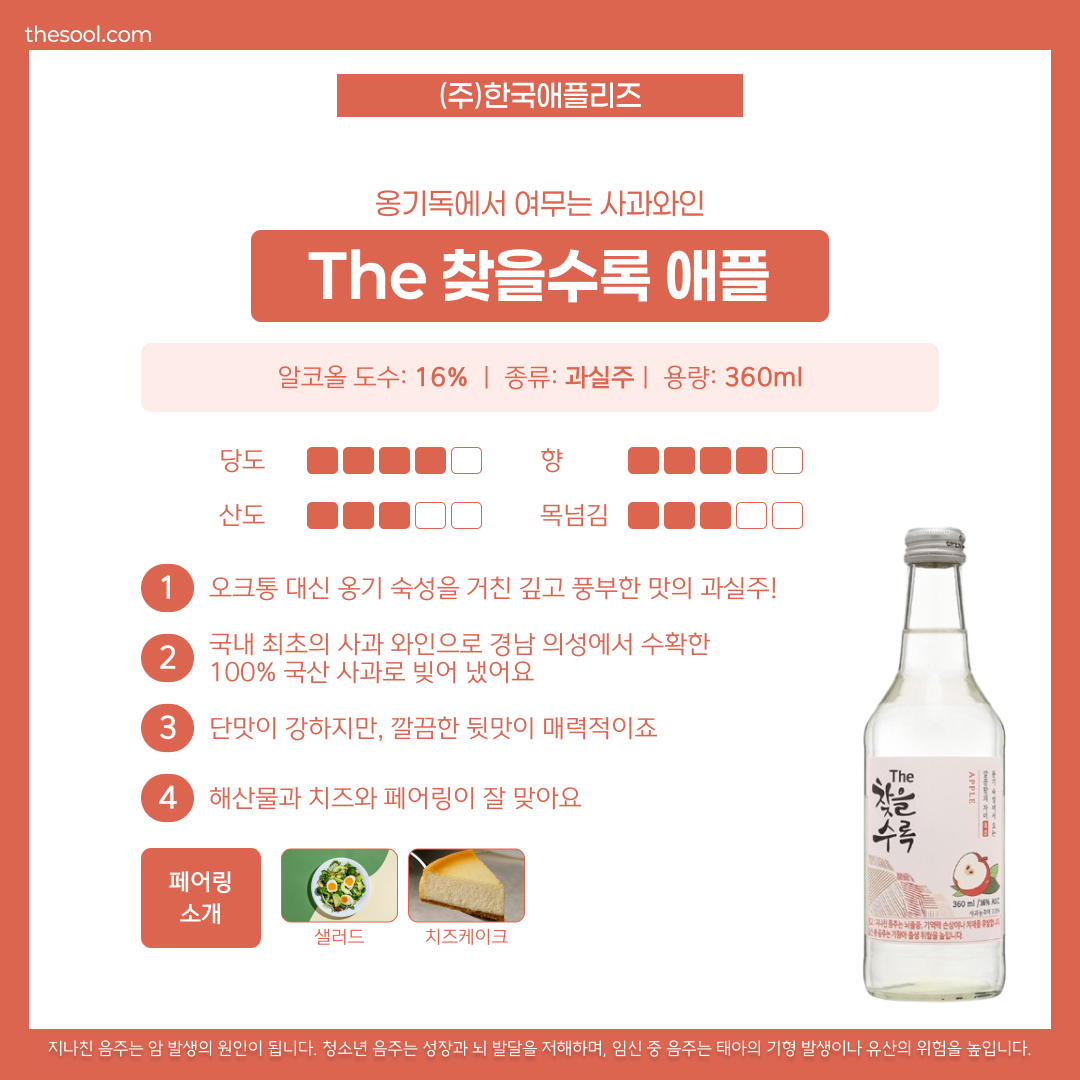 thesool.com
(주)한국애플리즈
옹기독에서 여무는 사과와인
The 찾을수록 애플
알코올 도수: 16% | 종류: 과실주 | 용량: 360ml
당도
향
산도
목넘김
1 오크통 대신 옹기 숙성을 거친 깊고 풍부한 맛의 과실주!
2 국내 최초의 사과 와인으로 경남 의성에서 수확한
100% 국산 사과로 빚어 냈어요
3 단맛이 강하지만, 깔끔한 뒷맛이 매력적이죠
4 해산물과 치즈와 페어링이 잘 맞아요
페어링
소개
샐러드
치즈케이크
The
찾을
수록
APPLE
360 ml /16% ALC
지나친 음주는 암 발생의 원인이 됩니다. 청소년 음주는 성장과 뇌 발달을 저해하며, 임신 중 음주는 태아의 기형 발생이나 유산의 위험을 높입니다.